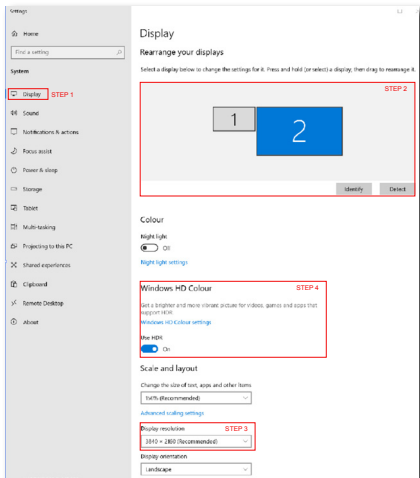 Settings
Home
Find a setting
System
Display
STEP 1
Sound
Notifications & actions
Focus assist
Power & sleep
Storage
Tablet
Multi-tasking
Projecting to this PC
Shared experiences
Clipboard
Remote Desktop
About
Display
Rearrange your displays
Select a display below to change the settings for it. Press and hold (or select) a display, then drag to rearrange it.
STEP 2
1
2
Identify
Detect
Colour
Night light
Off
Night light settings
Windows HD Colour
STEP 4
Get a brighter and more vibrant picture for videos, games and apps that
support HDR.
Windows HD Colour settings
Use HDR
On
Scale and layout
Change the size of text, apps and other items
(Recommended)
Advanced scaling settings
Display resolution
STEP 3
3840 × 2160 (Recommended)
Display orientation
Landscape